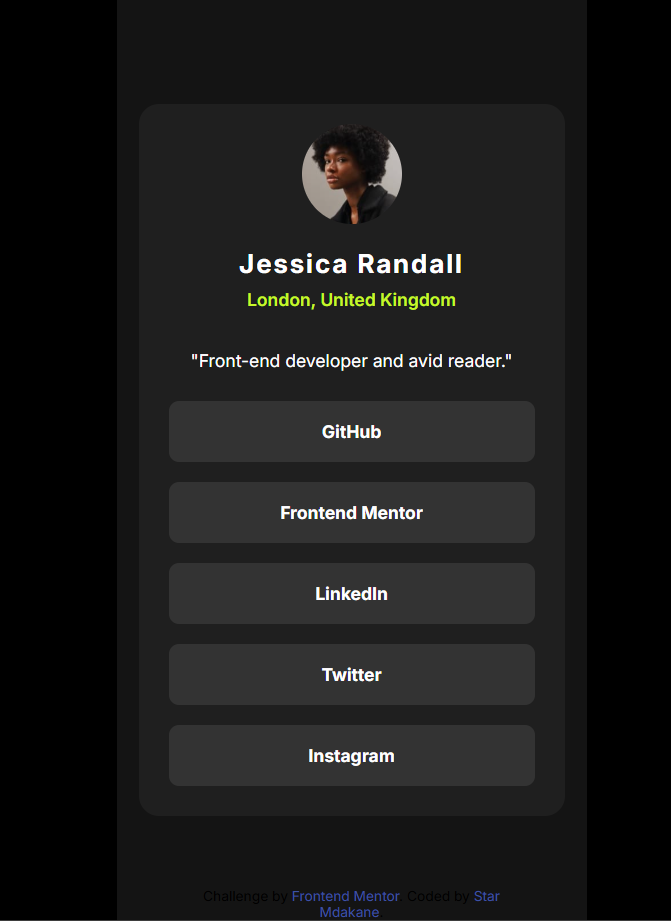 Jessica Randall
London, United Kingdom
"Front-end developer and avid reader."
GitHub
Frontend Mentor
LinkedIn
Twitter
Instagram
Challenge by Frontend Mentor. Coded by Star
Mdakane.